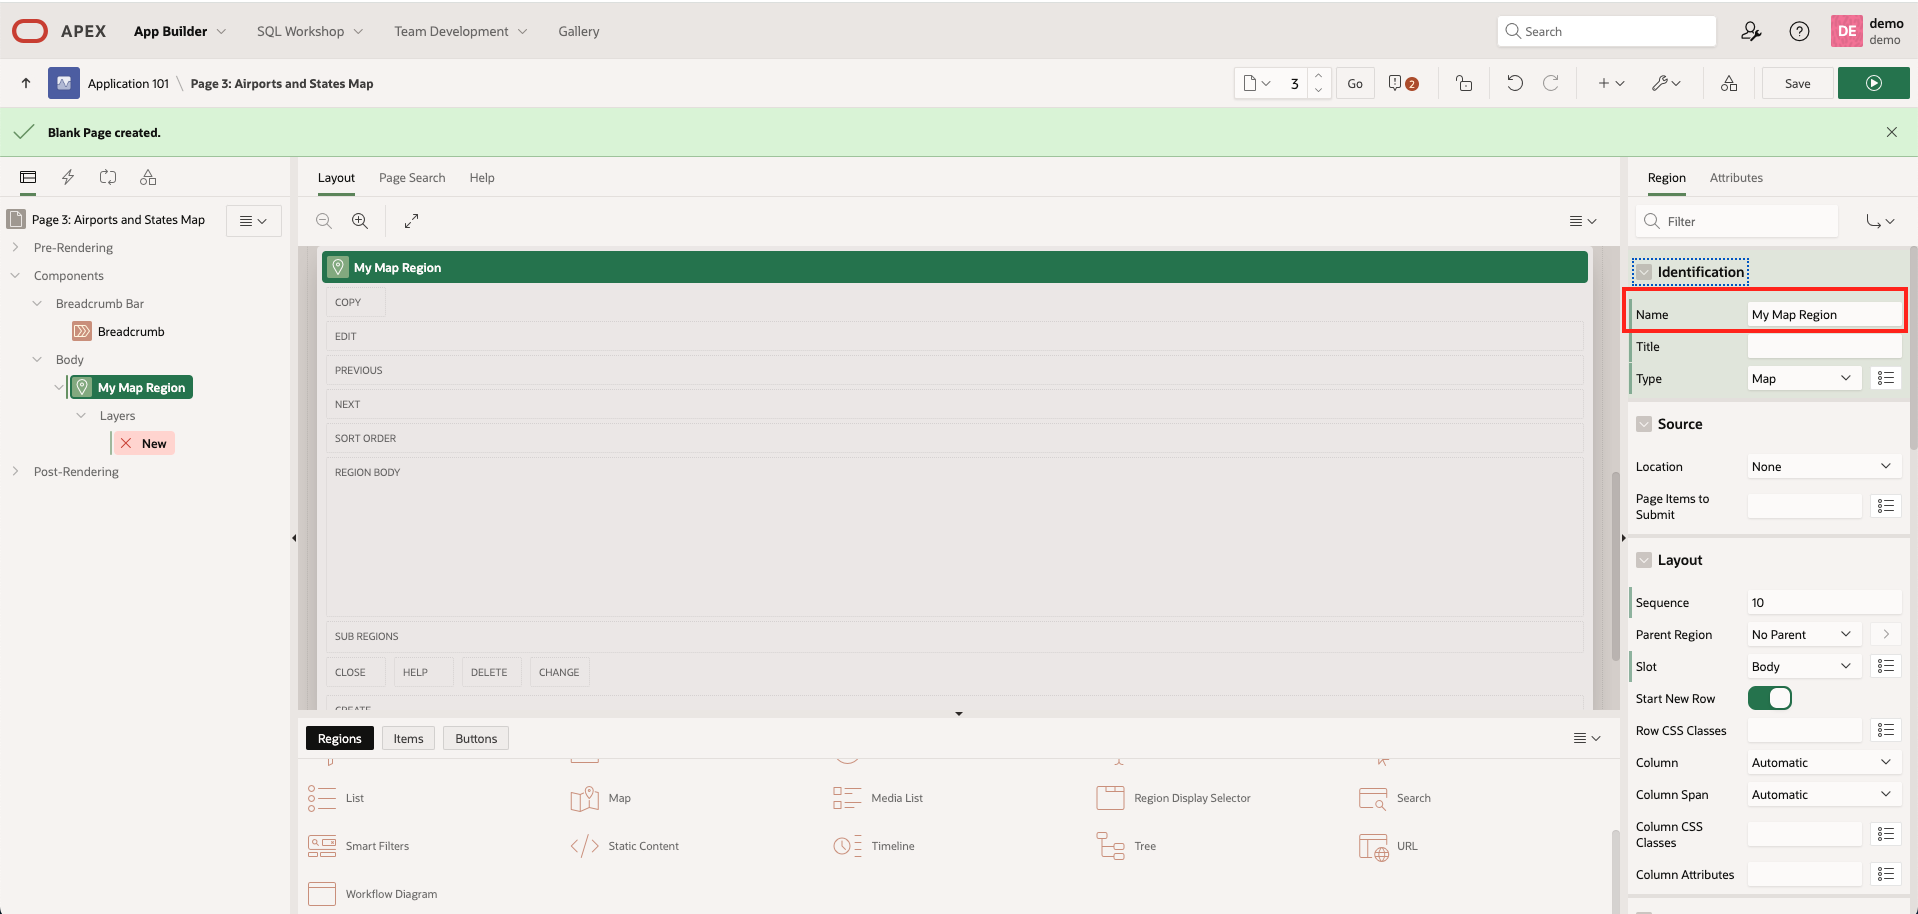 APEX App Builder SQL Workshop Team Development Gallery Search DE demo demo
Application 101 \ Page 3: Airports and States Map 3 Go 2 Save
Blank Page created.
Page 3: Airports and States Map
Pre-Rendering
Components
Breadcrumb Bar
Breadcrumb
Body
My Map Region
Layers
New
Post-Rendering
Layout Page Search Help
My Map Region
COPY
EDIT
PREVIOUS
NEXT
SORT ORDER
REGION BODY
SUB REGIONS
CLOSE HELP DELETE CHANGE
CREATE
Regions Items Buttons
List Map Media List Region Display Selector Search
Smart Filters Static Content Timeline Tree URL
Workflow Diagram
Region Attributes
Filter
Identification
Name My Map Region
Title
Type Map
Source
Location None
Page Items to
Submit
Layout
Sequence 10
Parent Region No Parent
Slot Body
Start New Row
Row CSS Classes
Column Automatic
Column Span Automatic
Column CSS
Classes
Column Attributes